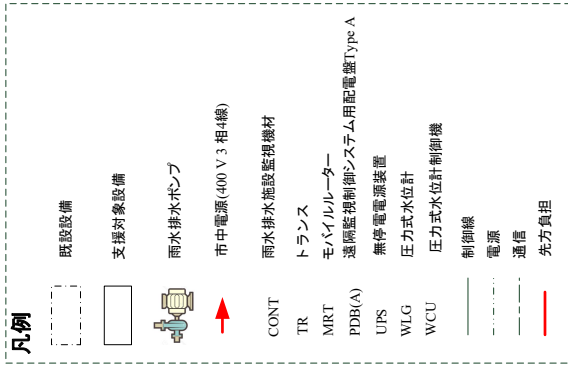 凡例
既設設備
支援対象設備
雨水排水ポンプ
市中電源(400 V 3 相4線)
CONT 雨水排水施設監視機材
TR トランス
MRT モバイルルーター
PDB(A) 遠隔監視制御システム用配電盤Type A
UPS 無停電電源装置
WLG 圧力式水位計
WCU 圧力式水位計制御機
制御線
電源
通信
先方負担